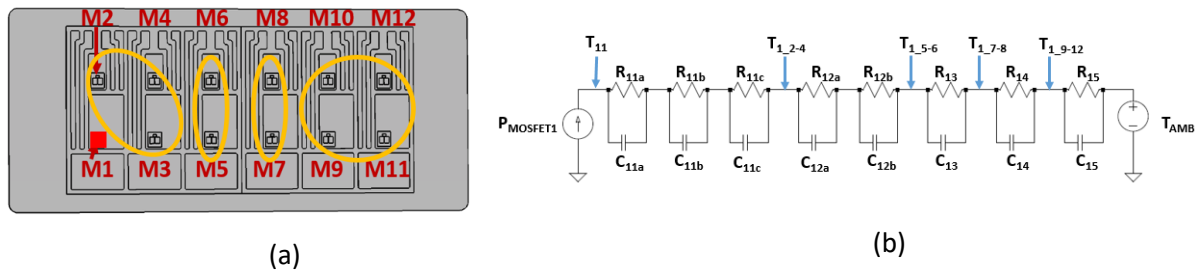 M2 M4 M6 M8 M10 M12
M1 M3 M5 M7 M9 M11
(a)
T11 T1_2-4 T1_5-6 T1_7-8 T1_9-12
R11a R11b R11c R12a R12b R13 R14 R15
PMOSFET1 TAMB
C11a C11b C11c C12a C12b C13 C14 C15
(b)